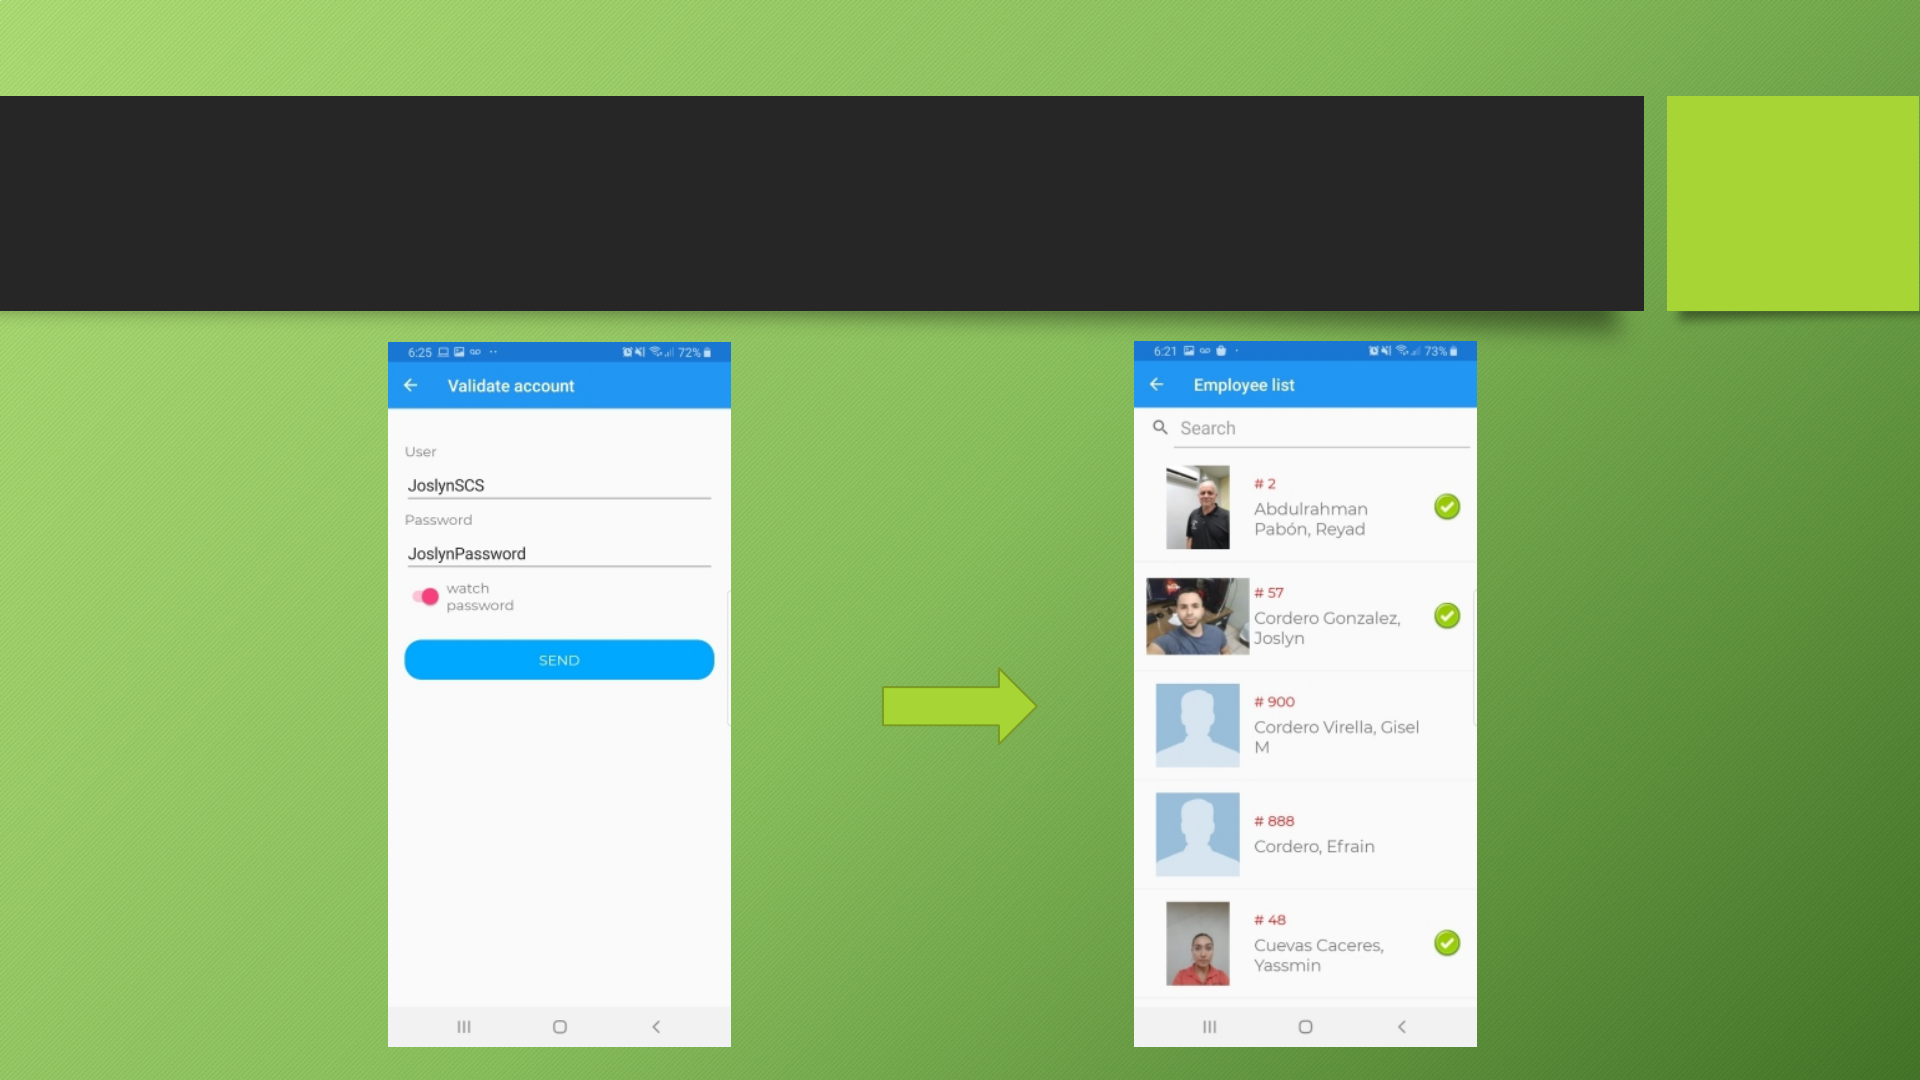 6:25
72%
Validate account
User
JoslynSCS
Password
JoslynPassword
watch
password
SEND
6:21
73%
Employee list
Search
# 2
Abdulrahman
Pabón, Reyad
# 57
Cordero Gonzalez,
Joslyn
# 900
Cordero Virella, Gisel
M
# 888
Cordero, Efrain
# 48
Cuevas Caceres,
Yassmin